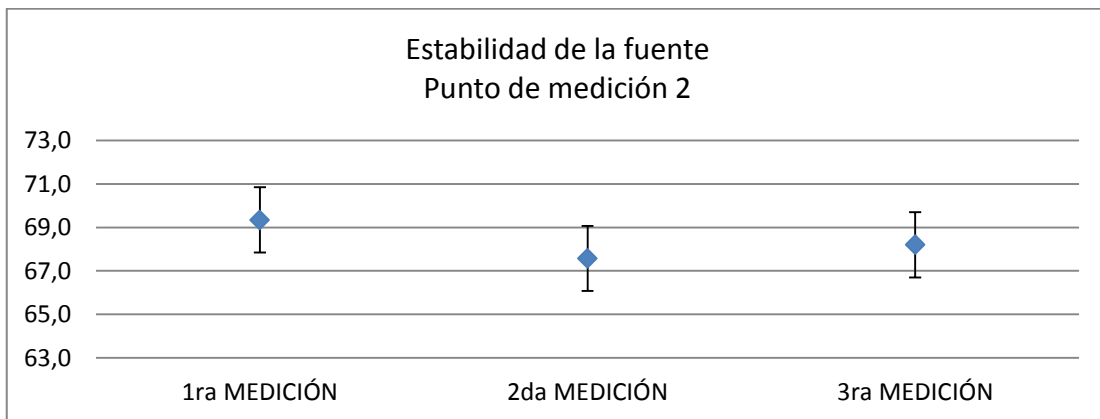 Estabilidad de la fuente
Punto de medición 2
73,0
71,0
69,0
67,0
65,0
63,0
1ra MEDICIÓN 2da MEDICIÓN 3ra MEDICIÓN